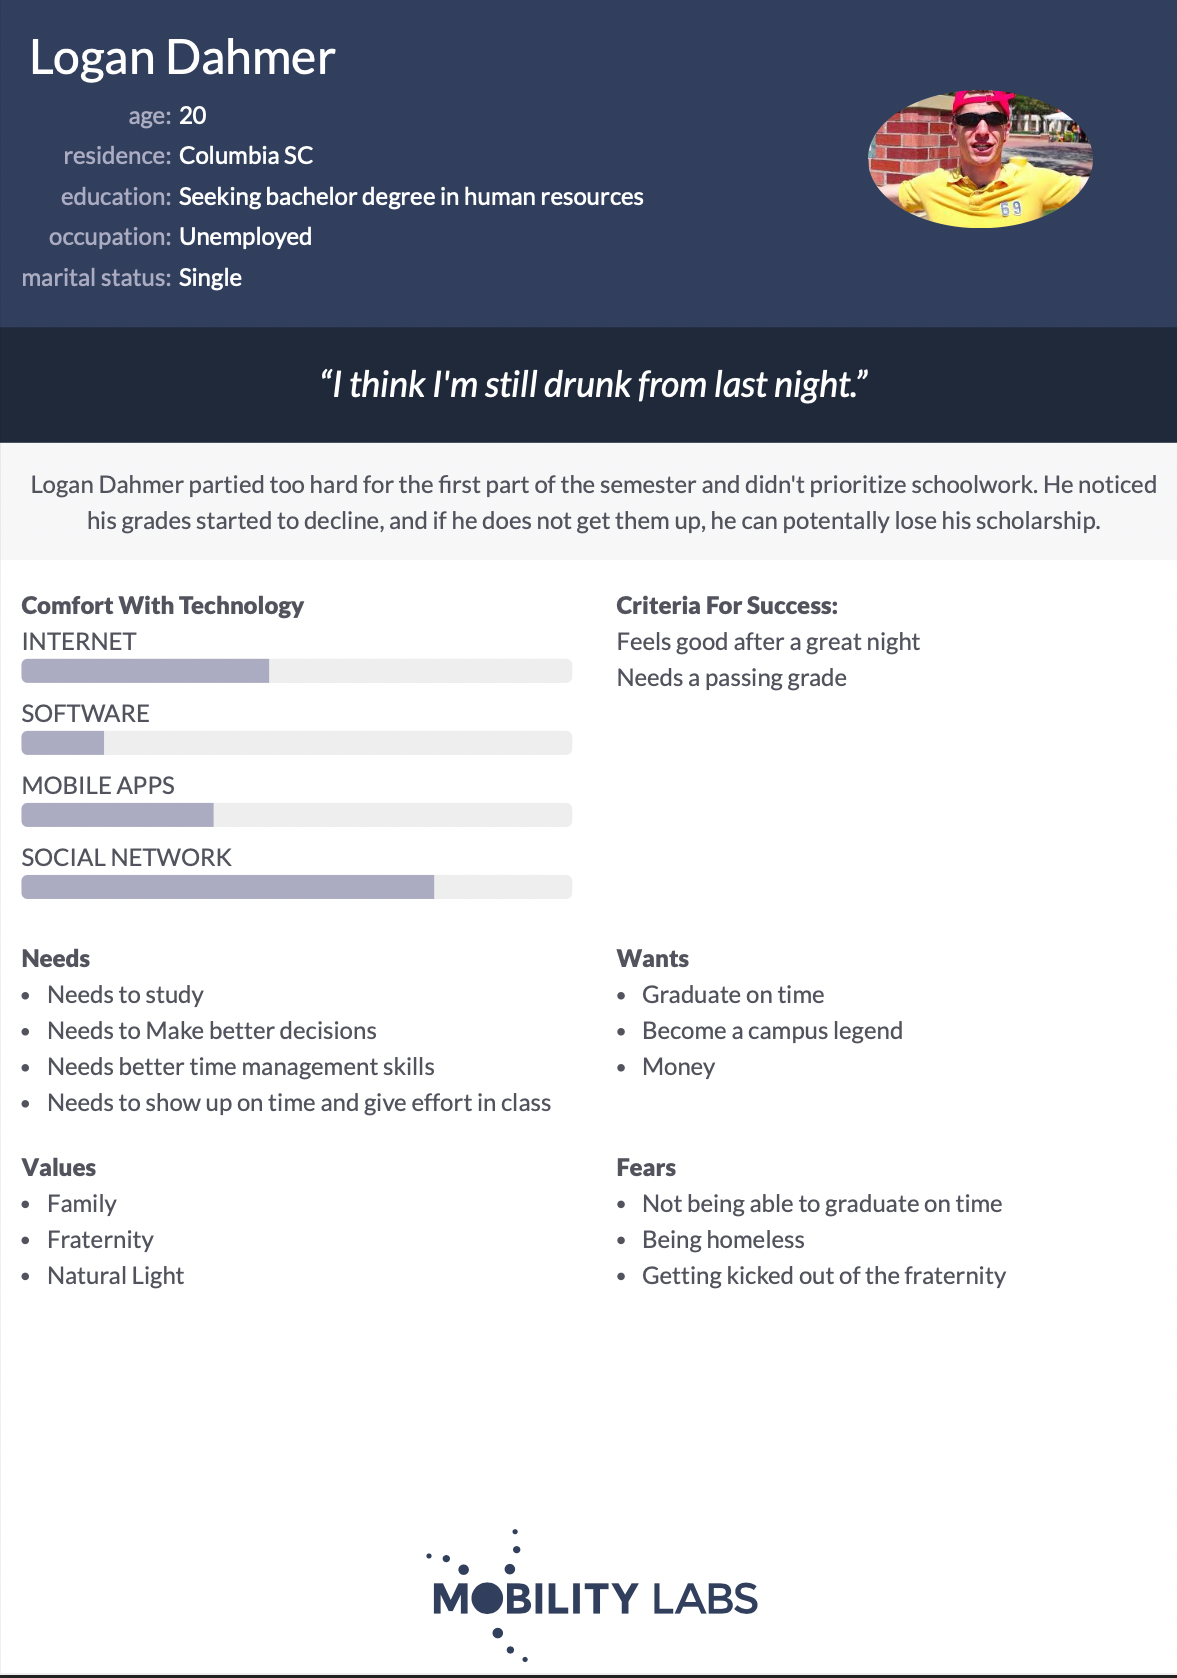 Logan Dahmer
age: 20
residence: Columbia SC
education: Seeking bachelor degree in human resources
occupation: Unemployed
marital status: Single
69
“I think I'm still drunk from last night.”
Logan Dahmer partied too hard for the first part of the semester and didn't prioritize schoolwork. He noticed
his grades started to decline, and if he does not get them up, he can potentally lose his scholarship.
Comfort With Technology
INTERNET
SOFTWARE
MOBILE APPS
SOCIAL NETWORK
Criteria For Success:
Feels good after a great night
Needs a passing grade
Needs
• Needs to study
• Needs to Make better decisions
• Needs better time management skills
• Needs to show up on time and give effort in class
Wants
• Graduate on time
• Become a campus legend
• Money
Values
• Family
• Fraternity
• Natural Light
Fears
• Not being able to graduate on time
• Being homeless
• Getting kicked out of the fraternity
MOBILITY LABS